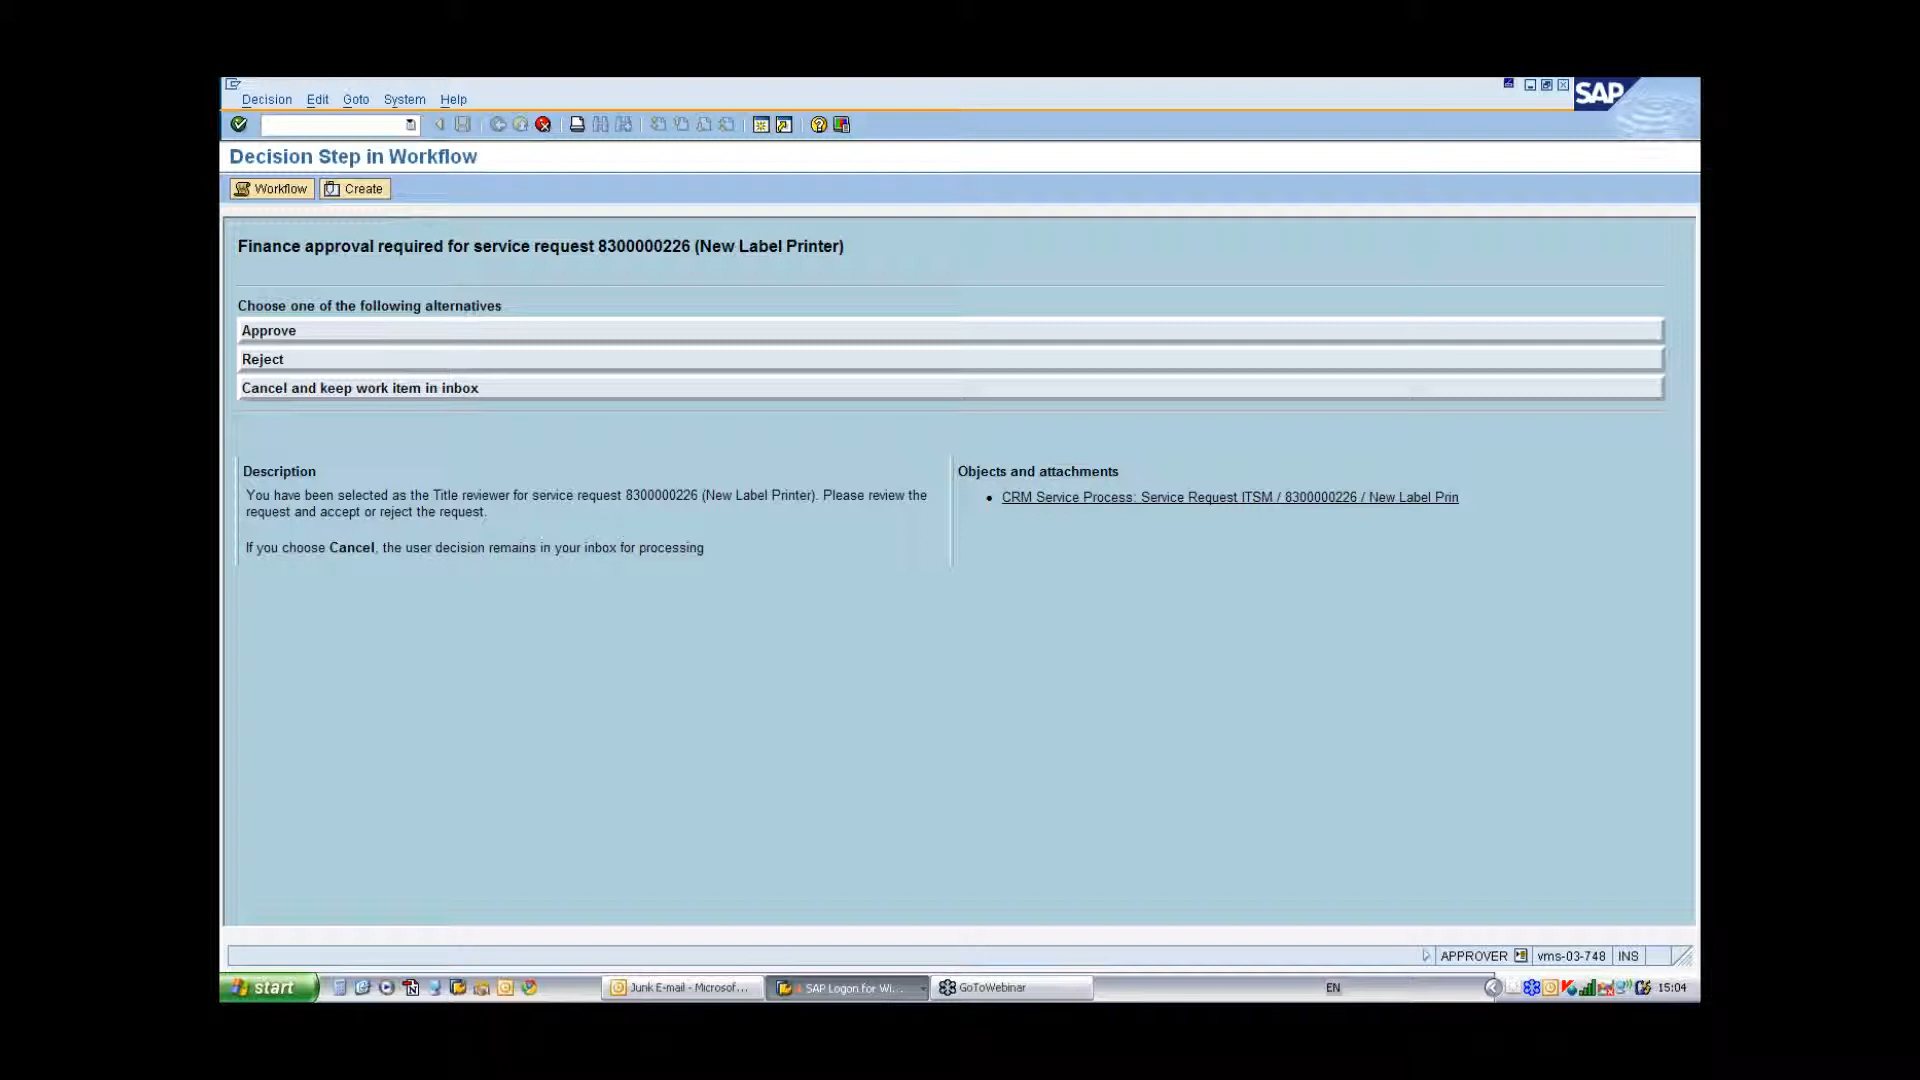 Decision Edit Goto System Help
SAP
Decision Step in Workflow
Workflow Create
Finance approval required for service request 8300000226 (New Label Printer)
Choose one of the following alternatives
Approve
Reject
Cancel and keep work item in inbox
Description
You have been selected as the Title reviewer for service request 8300000226 (New Label Printer). Please review the
request and accept or reject the request.
If you choose Cancel, the user decision remains in your inbox for processing
Objects and attachments
• CRM Service Process: Service Request ITSM / 8300000226 / New Label Prin
APPROVER vms-03-748 INS
start Junk E-mail - Microsof... SAP Logon for Wi... GoToWebinar EN 15:04